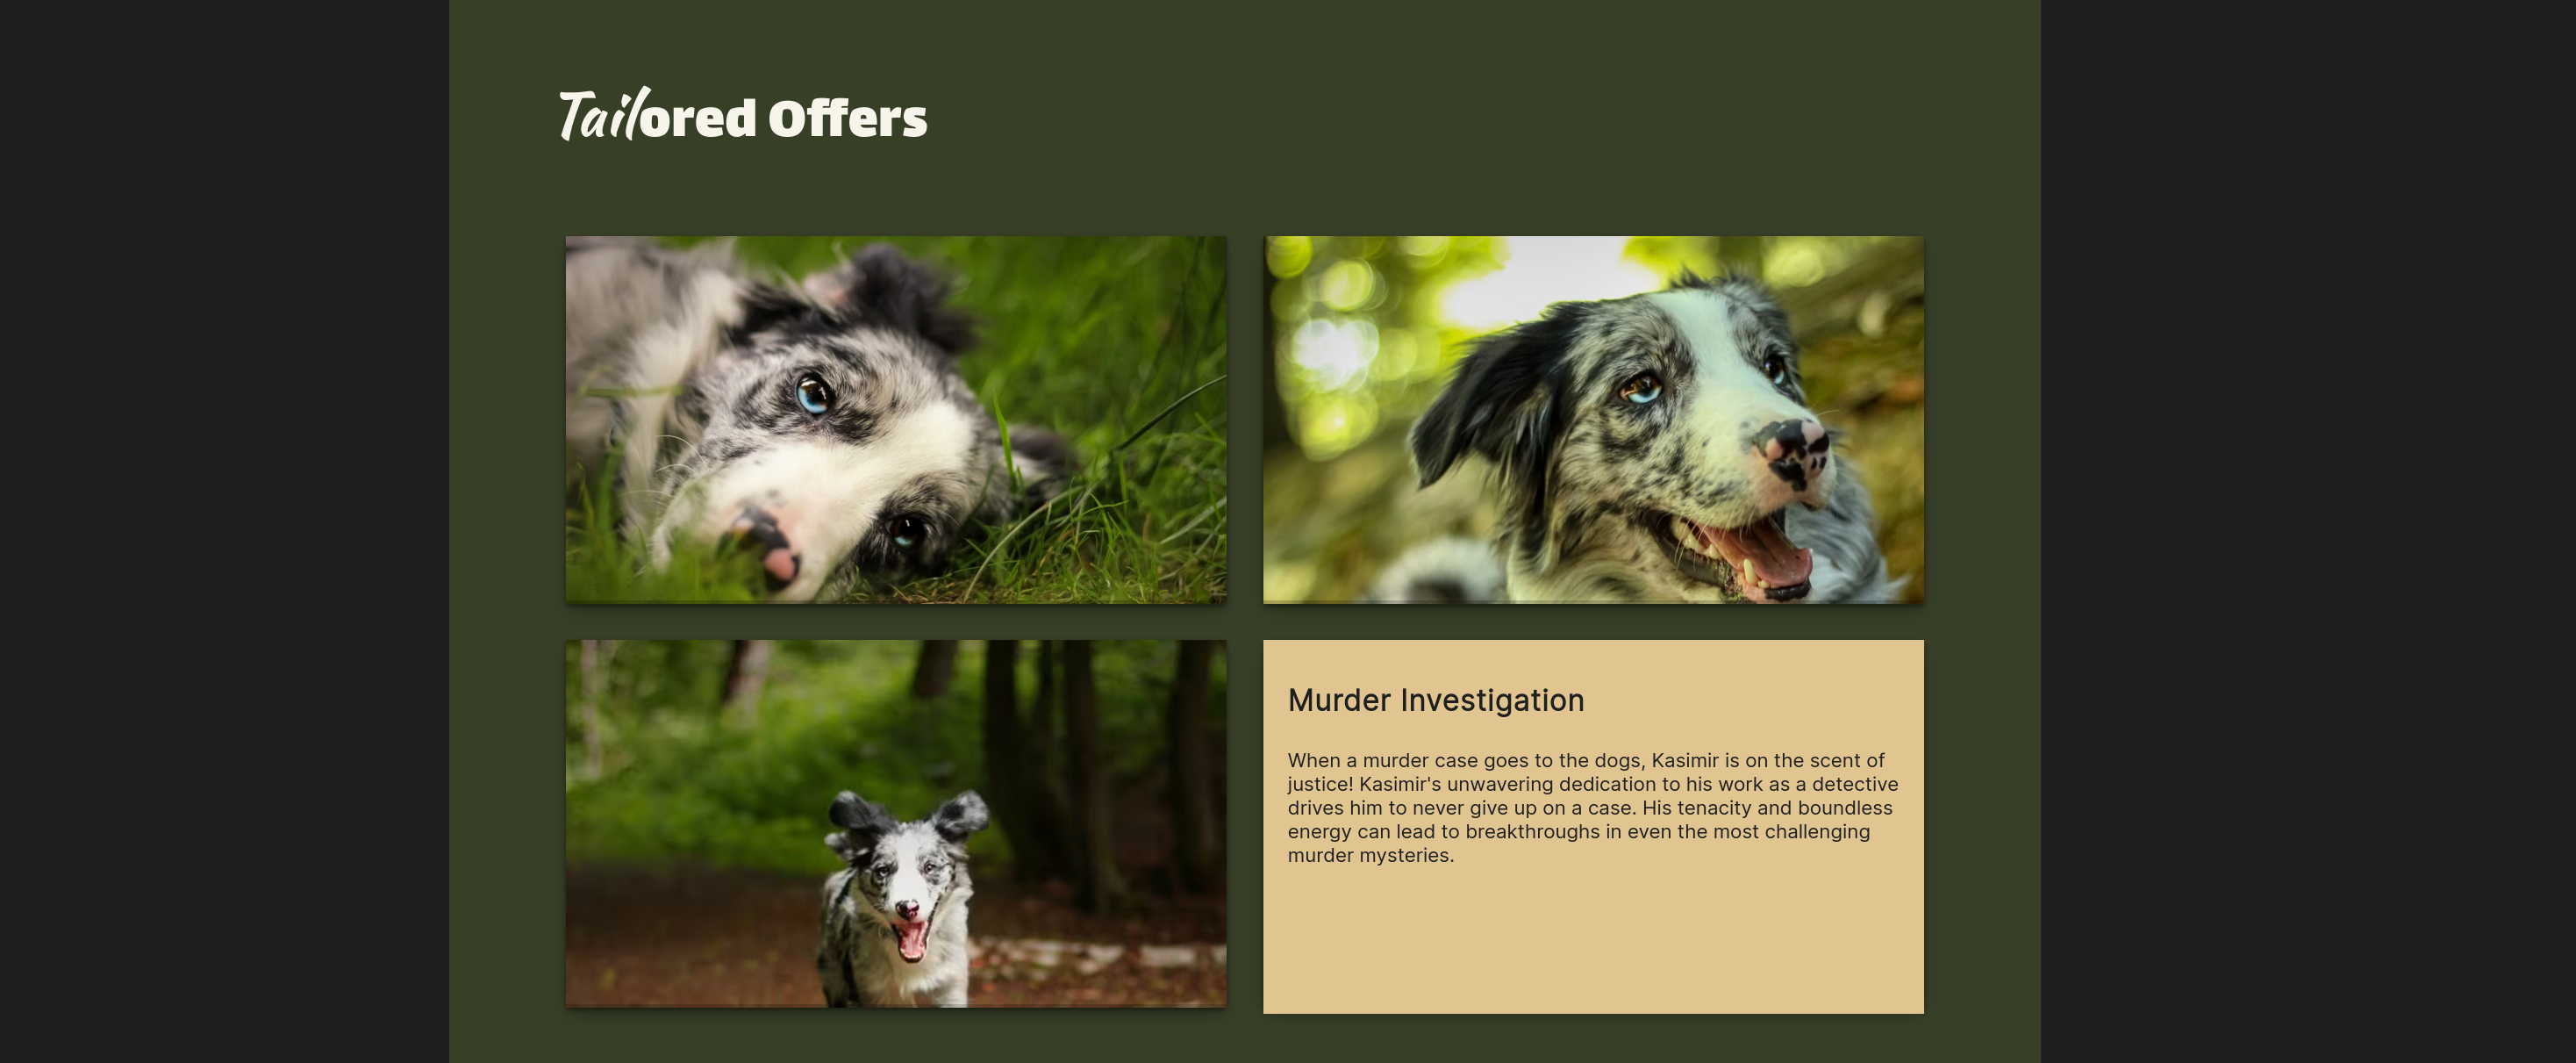 Tailored Offers
Murder Investigation
When a murder case goes to the dogs, Kasimir is on the scent of
justice! Kasimir's unwavering dedication to his work as a detective
drives him to never give up on a case. His tenacity and boundless
energy can lead to breakthroughs in even the most challenging
murder mysteries.